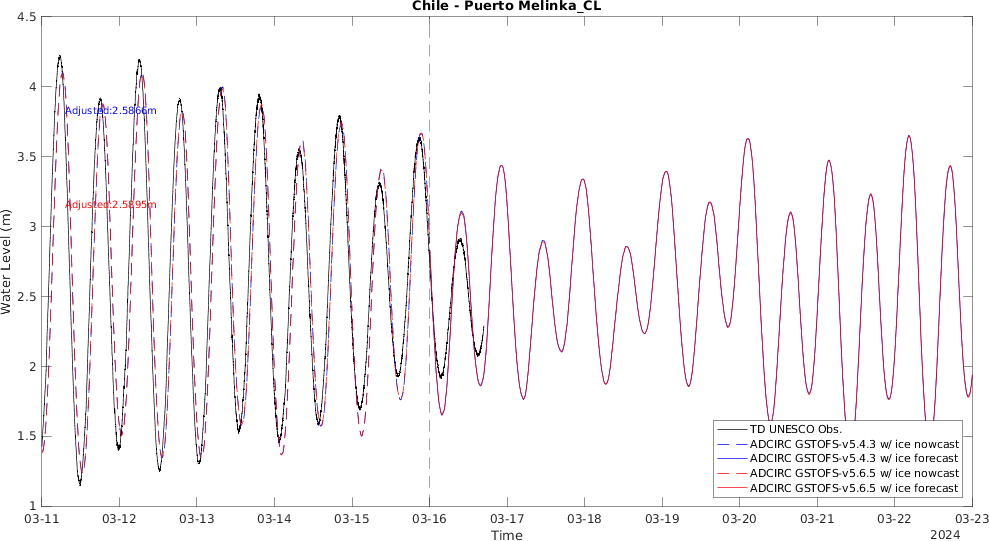 Chile - Puerto Melinka_CL
4.5
4
3.5
3
2.5
2
1.5
1
Water Level (m)
Adjusted:2.5866m
Adjusted:2.5895m
TD UNESCO Obs.
ADCIRC GSTOFS-v5.4.3 w/ ice nowcast
ADCIRC GSTOFS-v5.4.3 w/ ice forecast
ADCIRC GSTOFS-v5.6.5 w/ ice nowcast
ADCIRC GSTOFS-v5.6.5 w/ ice forecast
03-11 03-12 03-13 03-14 03-15 03-16 03-17 03-18 03-19 03-20 03-21 03-22 03-23
Time
2024